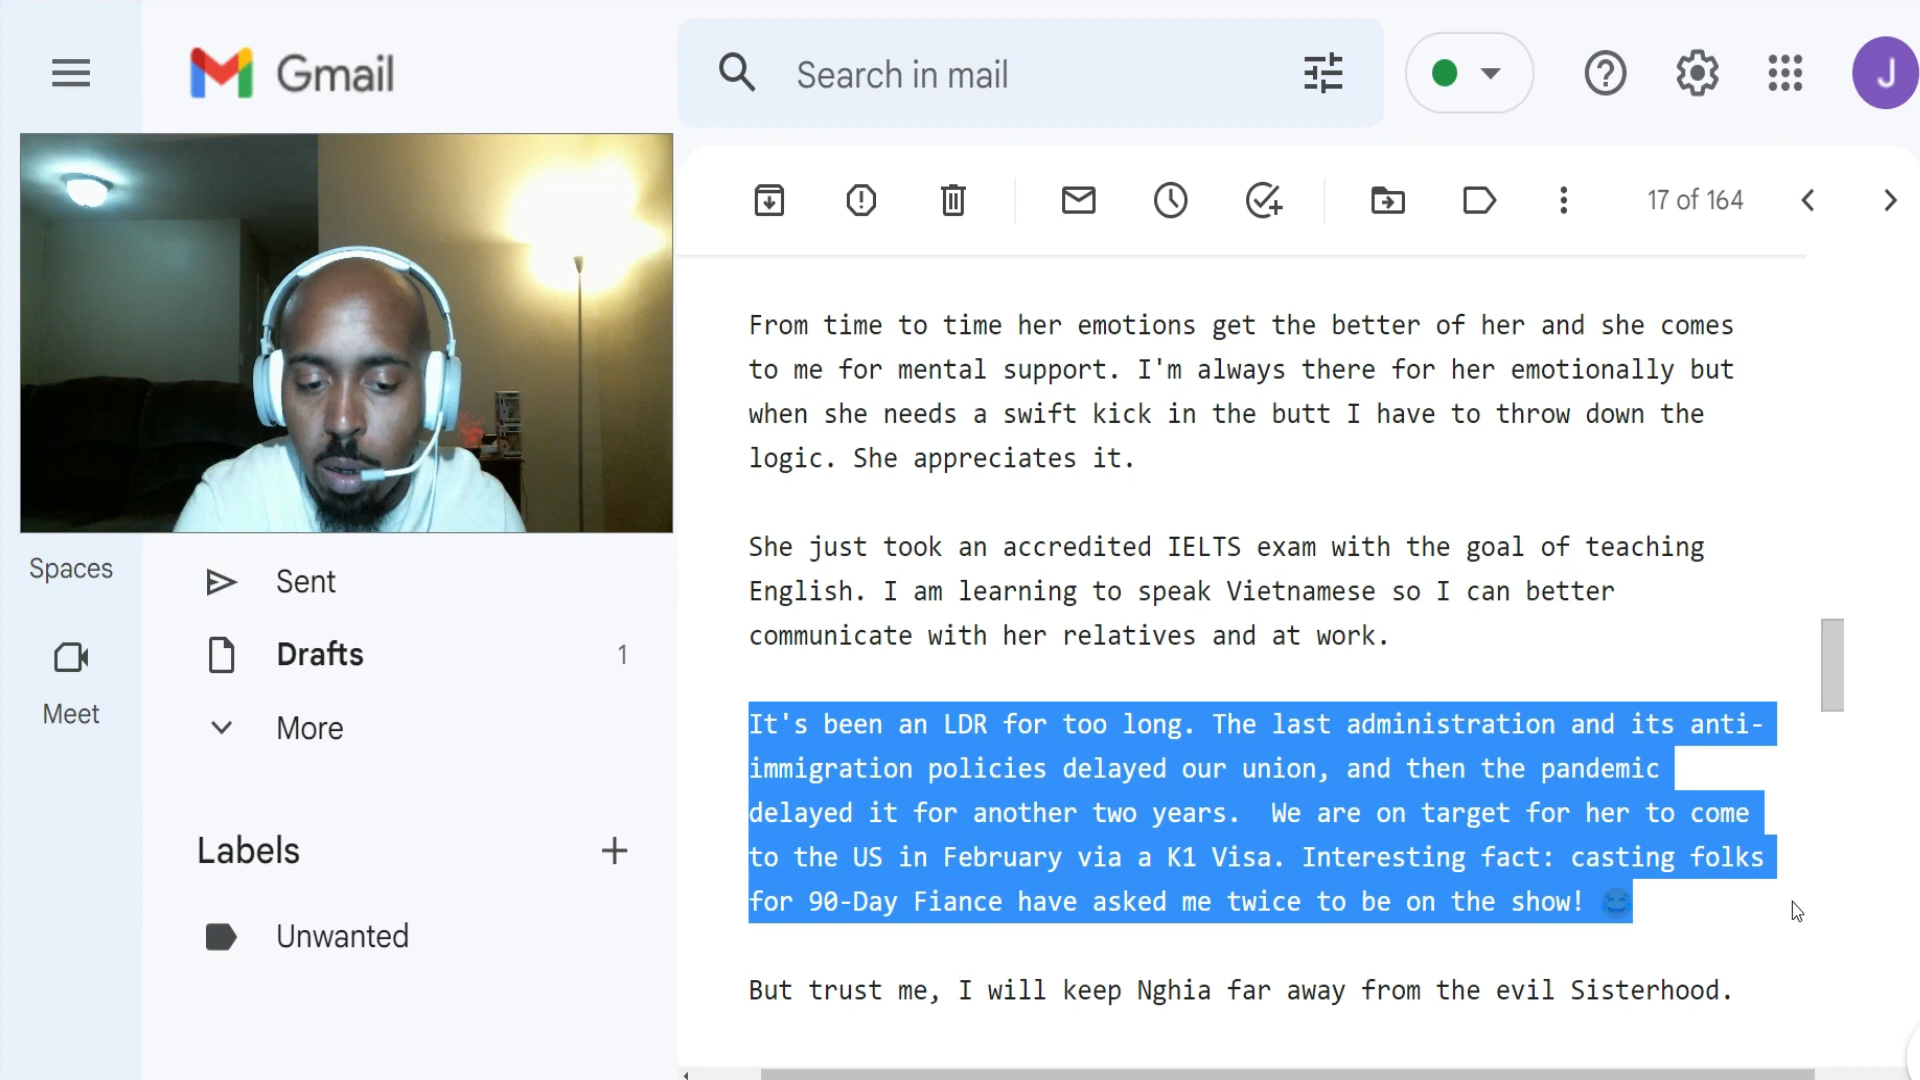 Gmail
Search in mail
J
17 of 164
Spaces
Meet
Sent
Drafts 1
More
Labels
Unwanted
From time to time her emotions get the better of her and she comes
to me for mental support. I'm always there for her emotionally but
when she needs a swift kick in the butt I have to throw down the
logic. She appreciates it.
She just took an accredited IELTS exam with the goal of teaching
English. I am learning to speak Vietnamese so I can better
communicate with her relatives and at work.
It's been an LDR for too long. The last administration and its anti-
immigration policies delayed our union, and then the pandemic
delayed it for another two years.  We are on target for her to come
to the US in February via a K1 Visa. Interesting fact: casting folks
for 90-Day Fiance have asked me twice to be on the show! 😂
But trust me, I will keep Nghia far away from the evil Sisterhood.